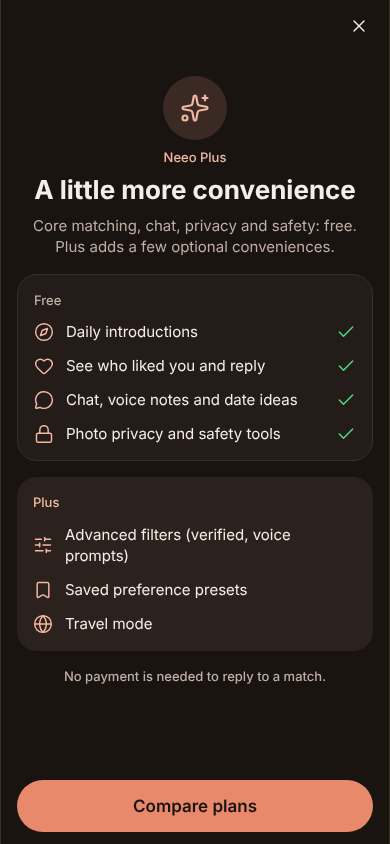 Neeo Plus
A little more convenience
Core matching, chat, privacy and safety: free.
Plus adds a few optional conveniences.
Free
Daily introductions
See who liked you and reply
Chat, voice notes and date ideas
Photo privacy and safety tools
Plus
Advanced filters (verified, voice
prompts)
Saved preference presets
Travel mode
No payment is needed to reply to a match.
Compare plans